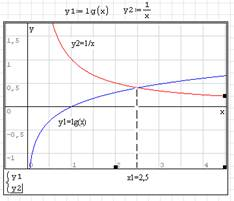 y1:=lg(x) y2:=1/x
y
1,5
y2=1/x
1
0,5
0
x
-0,5
y1=lg(x)
-1
0 1 2 3 4
x1=2,5
{y1
y2